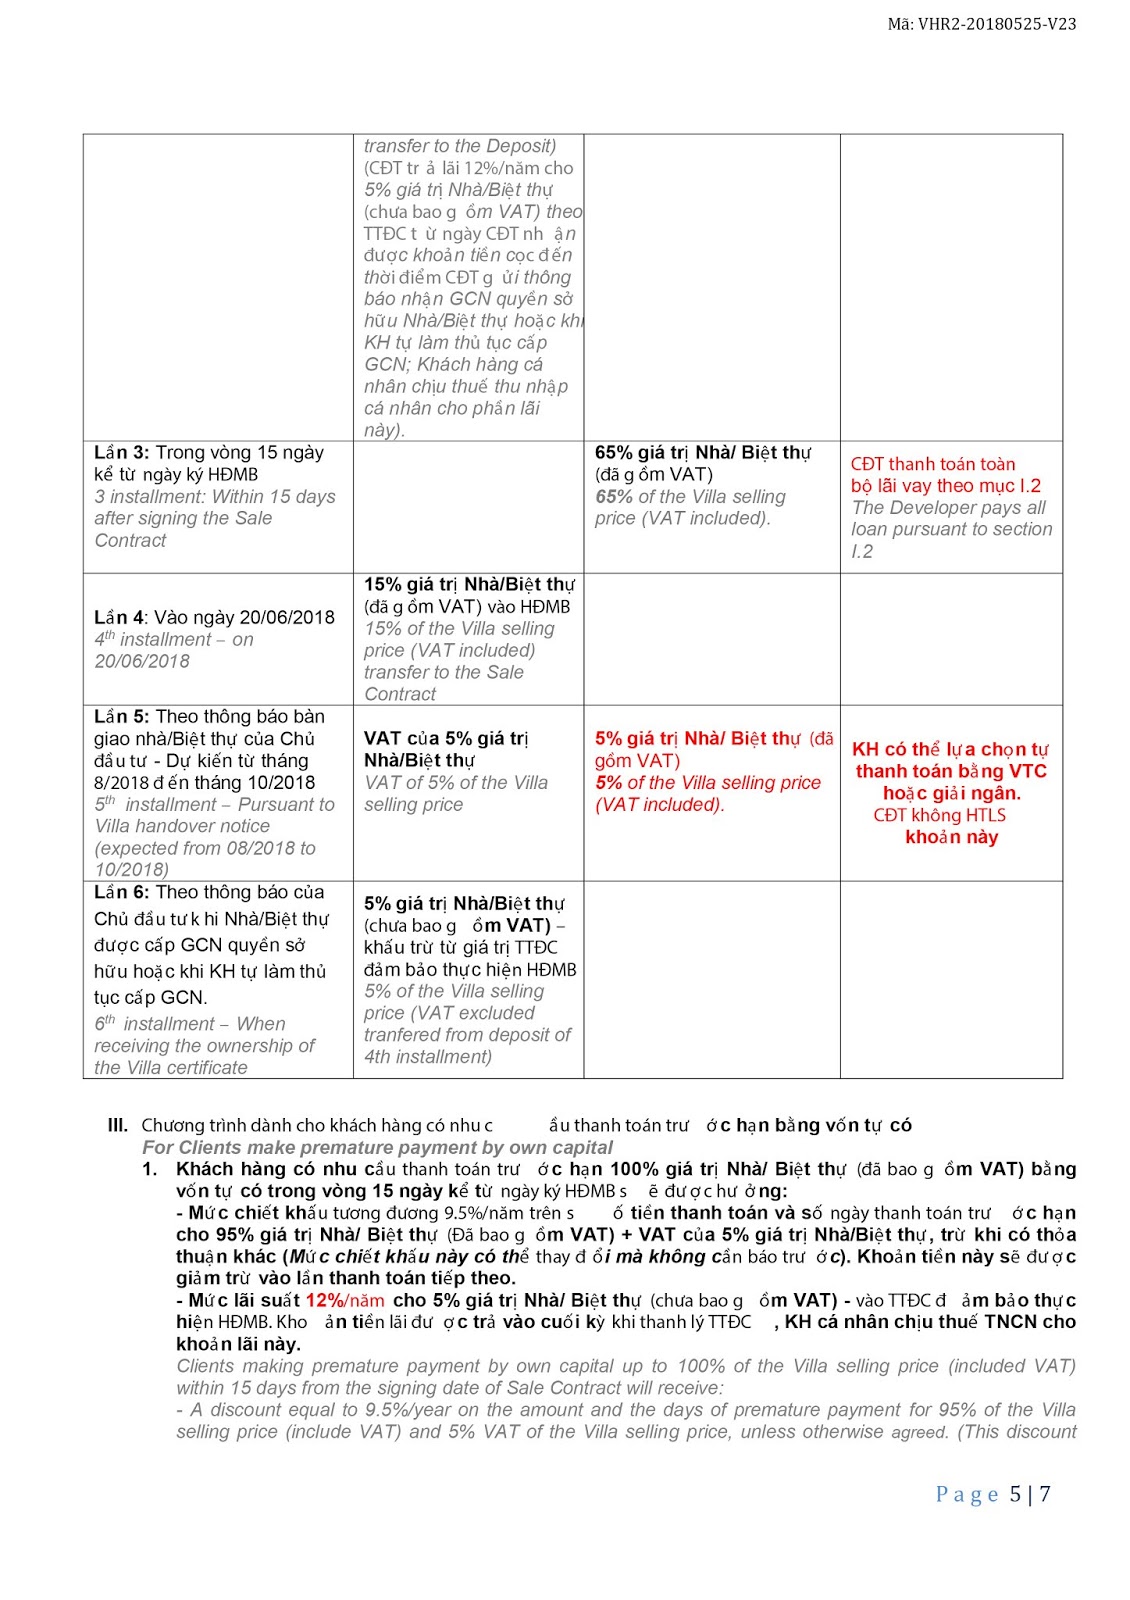 Mã: VHR2-20180525-V23
transfer to the Deposit)
(CĐT tr ả lãi 12%/năm cho
5% giá trị Nhà/Biệt thự
(chưa bao g ồm VAT) theo
TTĐC t ừ ngày CĐT nh ận
được khoản tiền cọc đến
thời điểm CĐT g ửi thông
báo nhận GCN quyền sở
hữu Nhà/Biệt thự hoặc khi
KH tự làm thủ tục cấp
GCN; Khách hàng cá
nhân chịu thuế thu nhập
cá nhân cho phần lãi
này).
Lần 3: Trong vòng 15 ngày
kể từ ngày ký HĐMB
3 installment: Within 15 days
after signing the Sale
Contract
65% giá trị Nhà/ Biệt thự
(đã g ồm VAT)
65% of the Villa selling
price (VAT included).
CĐT thanh toán toàn
bộ lãi vay theo mục I.2
The Developer pays all
loan pursuant to section
I.2
Lần 4: Vào ngày 20/06/2018
4th installment – on
20/06/2018
15% giá trị Nhà/Biệt thự
(đã g ồm VAT) vào HĐMB
15% of the Villa selling
price (VAT included)
transfer to the Sale
Contract
Lần 5: Theo thông báo bàn
giao nhà/Biệt thự của Chủ
đầu tư - Dự kiến từ tháng
8/2018 đến tháng 10/2018
5th installment – Pursuant to
Villa handover notice
(expected from 08/2018 to
10/2018)
VAT của 5% giá trị
Nhà/Biệt thự
VAT of 5% of the Villa
selling price
5% giá trị Nhà/ Biệt thự (đã
gồm VAT)
5% of the Villa selling price
(VAT included).
KH có thể lựa chọn tự
thanh toán bằng VTC
hoặc giải ngân.
CĐT không HTLS
khoản này
Lần 6: Theo thông báo của
Chủ đầu tư k hi Nhà/Biệt thự
được cấp GCN quyền sở
hữu hoặc khi KH tự làm thủ
tục cấp GCN.
6th installment – When
receiving the ownership of
the Villa certificate
5% giá trị Nhà/Biệt thự
(chưa bao g ồm VAT) –
khấu trừ từ giá trị TTĐC
đảm bảo thực hiện HĐMB
5% of the Villa selling
price (VAT excluded
tranfered from deposit of
4th installment)
III. Chương trình dành cho khách hàng có nhu c ầu thanh toán trư ớc hạn bằng vốn tự có
For Clients make premature payment by own capital
1. Khách hàng có nhu cầu thanh toán trư ớc hạn 100% giá trị Nhà/ Biệt thự (đã bao g ồm VAT) bằng
vốn tự có trong vòng 15 ngày kể từ ngày ký HĐMB s ẽ được hư ởng:
- Mức chiết khấu tương đương 9.5%/năm trên s ố tiền thanh toán và số ngày thanh toán trư ớc hạn
cho 95% giá trị Nhà/ Biệt thự (Đã bao g ồm VAT) + VAT của 5% giá trị Nhà/Biệt thự, trừ khi có thỏa
thuận khác (Mức chiết khấu này có thể thay đ ổi mà không cần báo trư ớc). Khoản tiền này sẽ được
giảm trừ vào lần thanh toán tiếp theo.
- Mức lãi suất 12%/năm cho 5% giá trị Nhà/ Biệt thự (chưa bao g ồm VAT) - vào TTĐC đ ảm bảo thực
hiện HĐMB. Kho ản tiền lãi đư ợc trả vào cuối kỳ khi thanh lý TTĐC , KH cá nhân chịu thuế TNCN cho
khoản lãi này.
Clients making premature payment by own capital up to 100% of the Villa selling price (included VAT)
within 15 days from the signing date of Sale Contract will receive:
- A discount equal to 9.5%/year on the amount and the days of premature payment for 95% of the Villa
selling price (include VAT) and 5% VAT of the Villa selling price, unless otherwise agreed. (This discount
Page 5 | 7